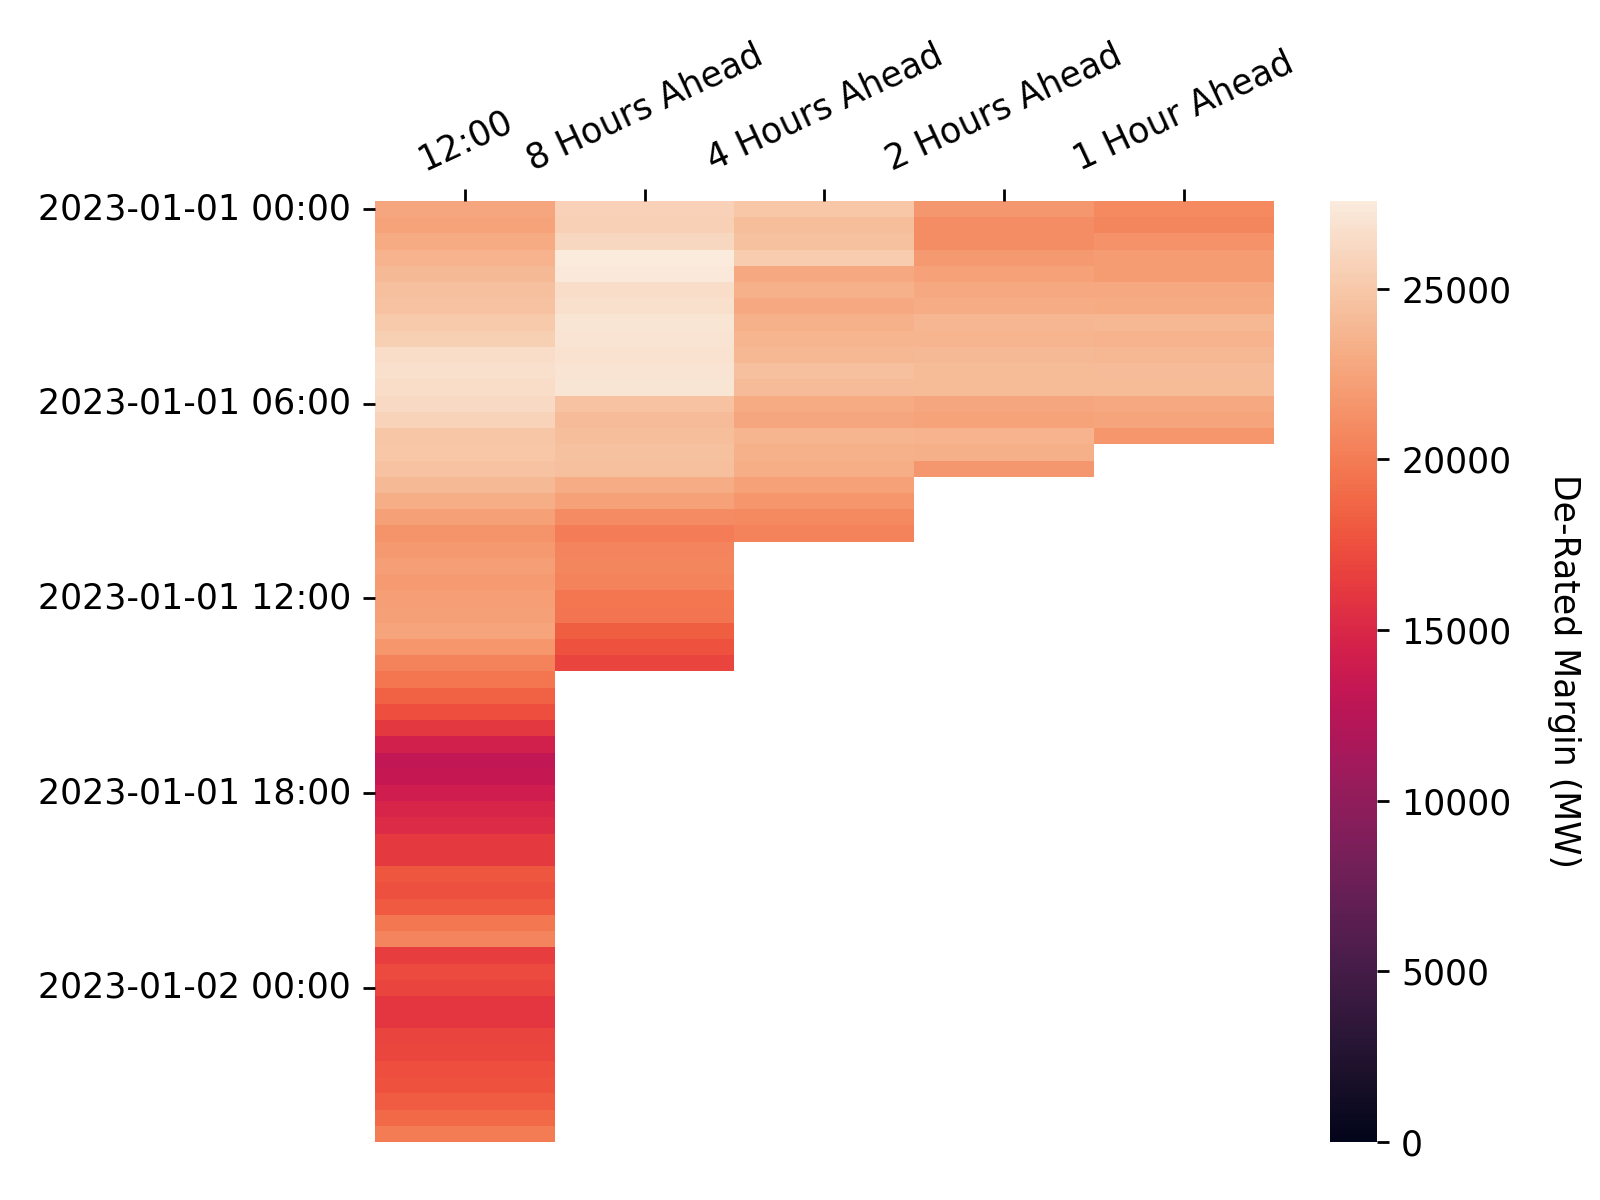 12:00
8 Hours Ahead
4 Hours Ahead
2 Hours Ahead
1 Hour Ahead
2023-01-01 00:00
2023-01-01 06:00
2023-01-01 12:00
2023-01-01 18:00
2023-01-02 00:00
25000
20000
15000
10000
5000
0
De-Rated Margin (MW)